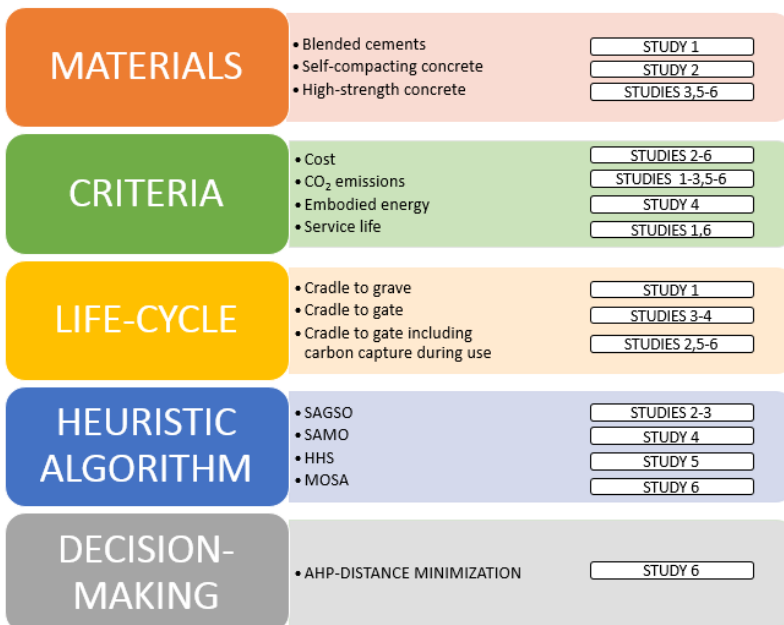 MATERIALS
• Blended cements
• Self-compacting concrete
• High-strength concrete
STUDY 1
STUDY 2
STUDIES 3,5-6
CRITERIA
• Cost
• CO₂ emissions
• Embodied energy
• Service life
STUDIES 2-6
STUDIES 1-3,5-6
STUDY 4
STUDIES 1,6
LIFE-CYCLE
• Cradle to grave
• Cradle to gate
• Cradle to gate including
carbon capture during use
STUDY 1
STUDIES 3-4
STUDIES 2,5-6
HEURISTIC
ALGORITHM
• SAGSO
• SAMO
• HHS
• MOSA
STUDIES 2-3
STUDY 4
STUDY 5
STUDY 6
DECISION-
MAKING
• AHP-DISTANCE MINIMIZATION
STUDY 6